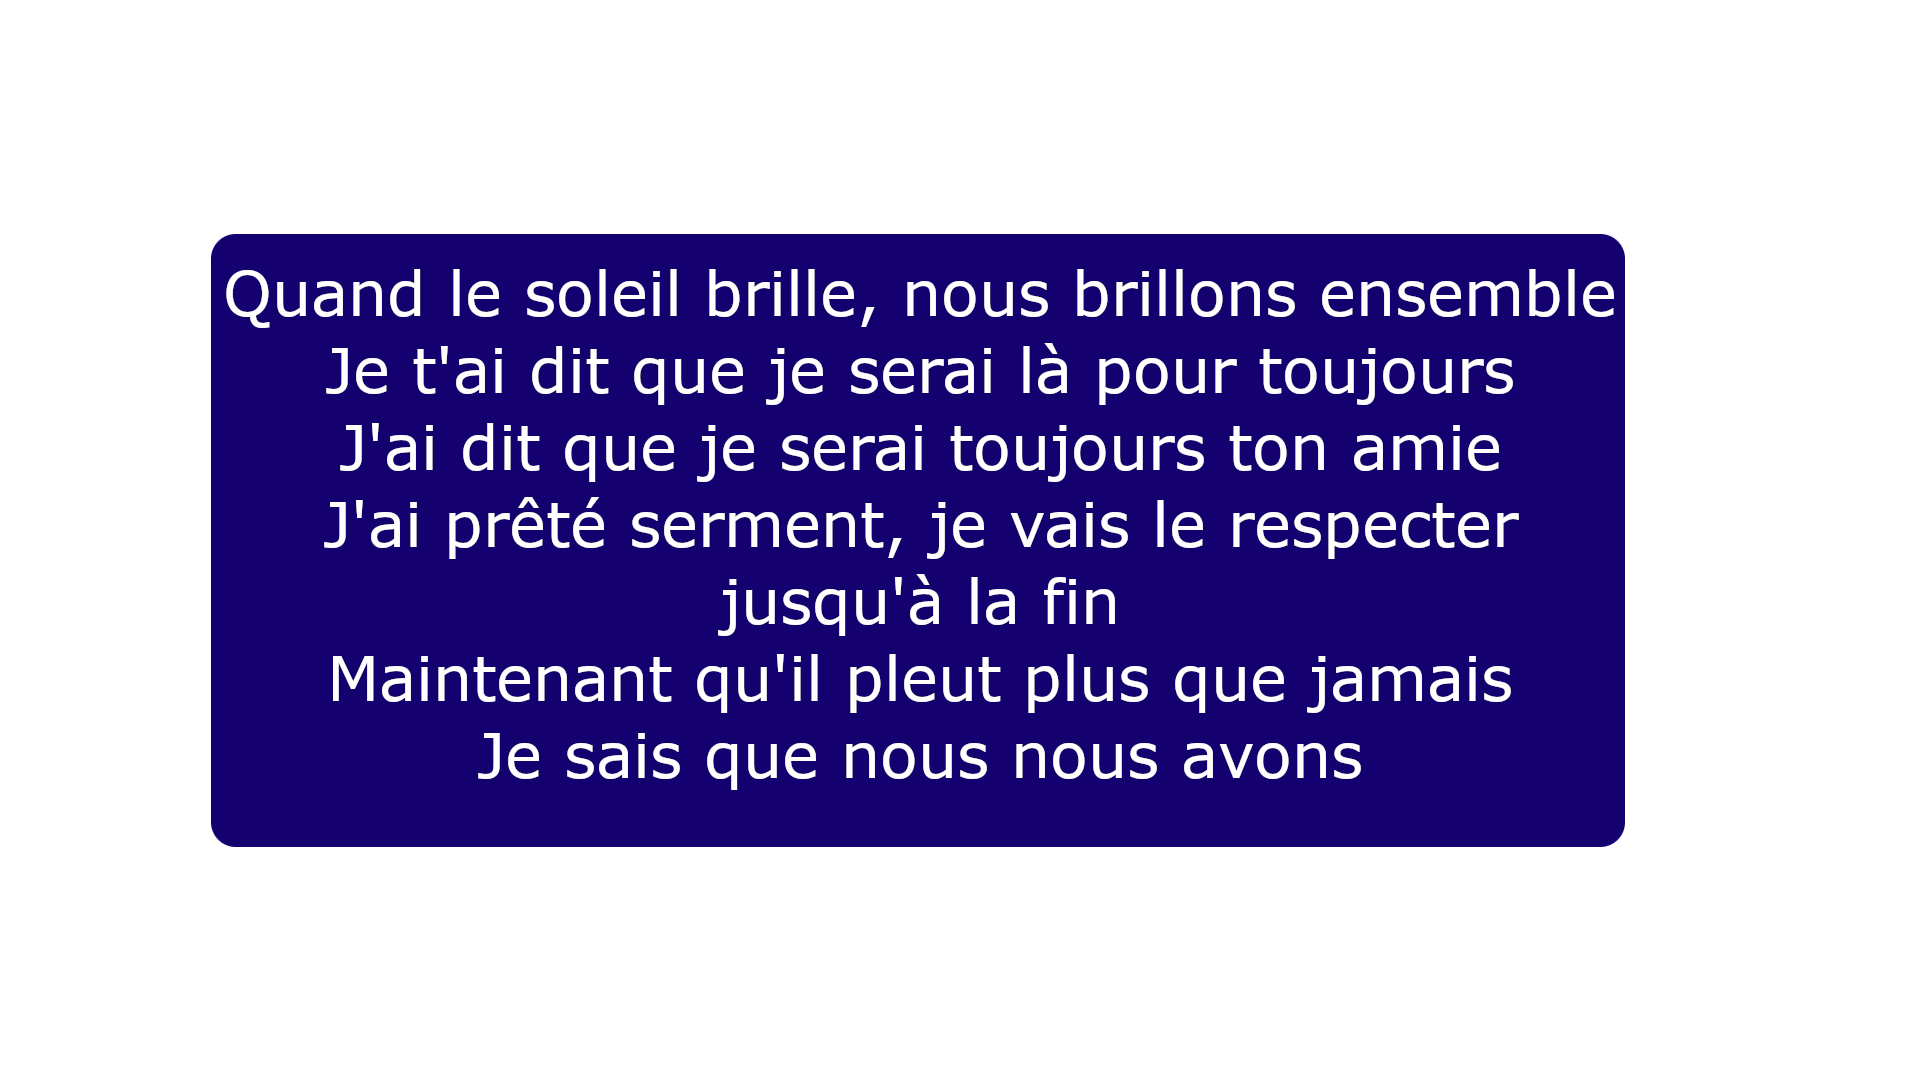 Quand le soleil brille, nous brillons ensemble
Je t'ai dit que je serai là pour toujours
J'ai dit que je serai toujours ton amie
J'ai prêté serment, je vais le respecter
jusqu'à la fin
Maintenant qu'il pleut plus que jamais
Je sais que nous nous avons